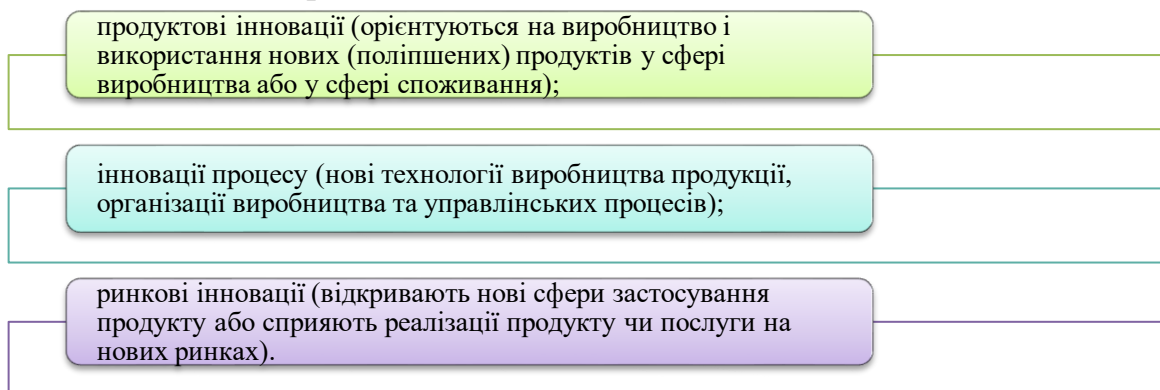 продуктові інновації (орієнтуються на виробництво і
використання нових (поліпшених) продуктів у сфері
виробництва або у сфері споживання);
інновації процесу (нові технології виробництва продукції,
організації виробництва та управлінських процесів);
ринкові інновації (відкривають нові сфери застосування
продукту або сприяють реалізації продукту чи послуги на
нових ринках).